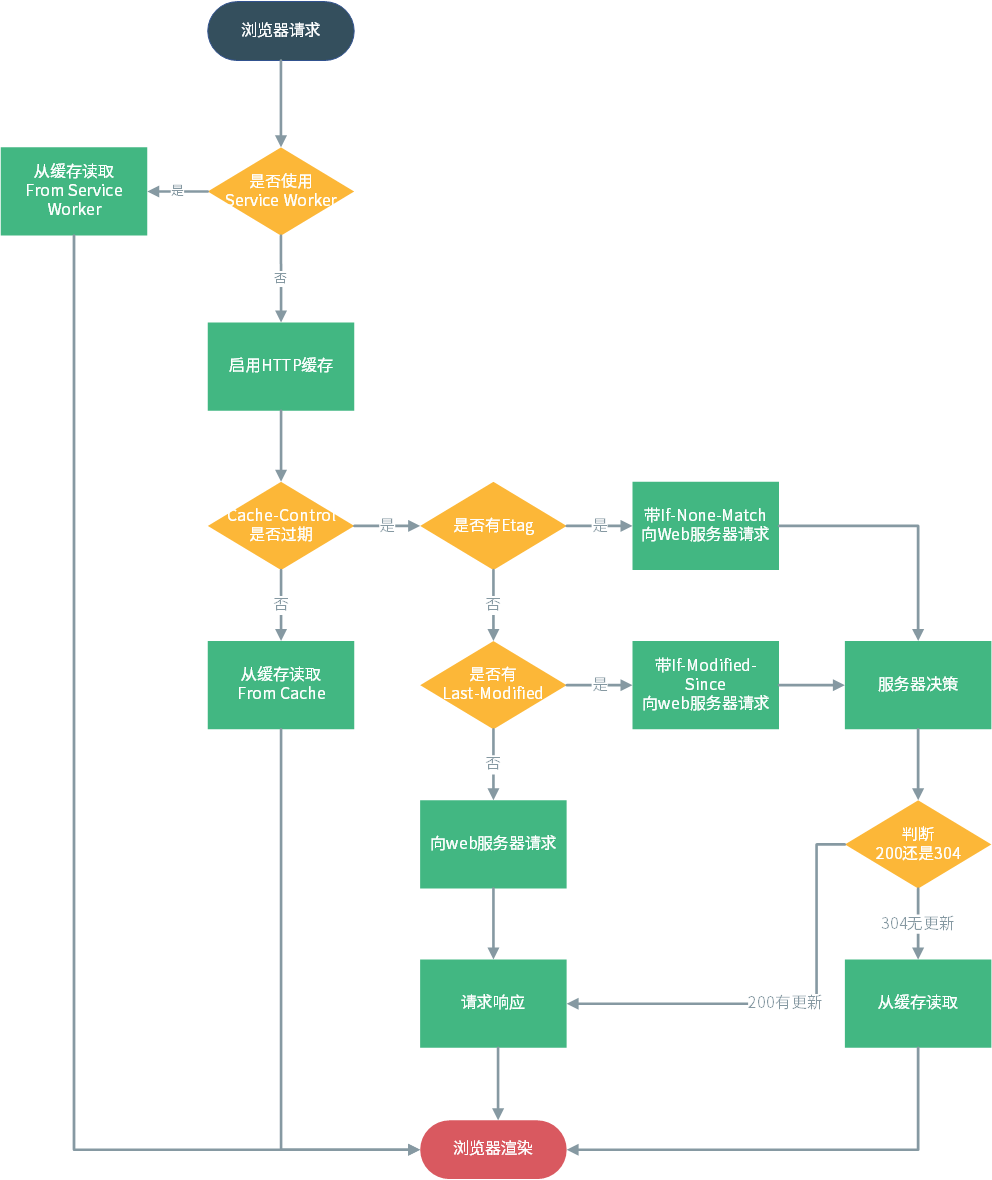 浏览器请求
是否使用
Service Worker
是
从缓存读取
From Service
Worker
否
启用HTTP缓存
Cache-Control
是否过期
是
是否有Etag
是
带If-None-Match
向Web服务器请求
否
否
从缓存读取
From Cache
是否有
Last-Modified
是
带If-Modified-
Since
向web服务器请求
服务器决策
否
向web服务器请求
判断
200还是304
304无更新
请求响应
200有更新
从缓存读取
浏览器渲染